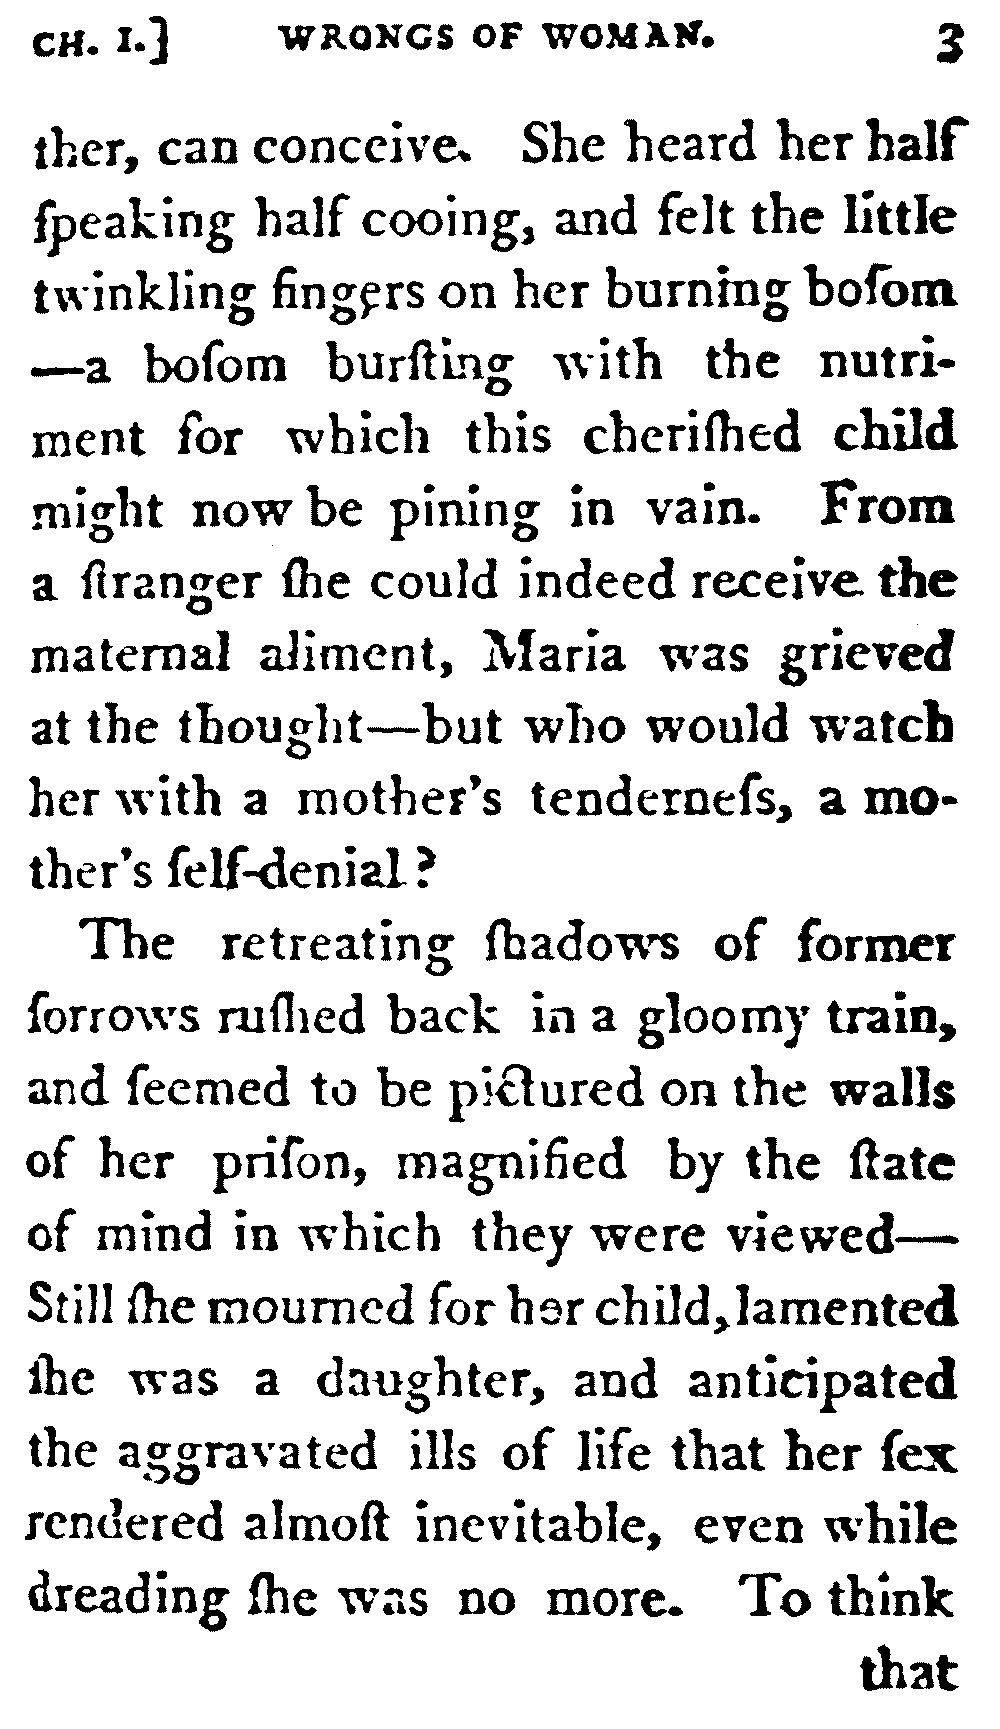 CH. I.] WRONGS OF WOMAN. 3
ther, can conceive. She heard her half
ſpeaking half cooing, and felt the little
twinkling fingers on her burning boſom
—a boſom burſting with the nutri-
ment for which this cheriſhed child
might now be pining in vain. From
a ſtranger ſhe could indeed receive the
maternal aliment, Maria was grieved
at the thought—but who would watch
her with a mother's tenderneſs, a mo-
ther's ſelf-denial?
The retreating ſhadows of former
ſorrows ruſhed back in a gloomy train,
and ſeemed to be pictured on the walls
of her priſon, magnified by the ſtate
of mind in which they were viewed—
Still ſhe mourned for her child, lamented
ſhe was a daughter, and anticipated
the aggravated ills of life that her ſex
rendered almoſt inevitable, even while
dreading ſhe was no more. To think
that